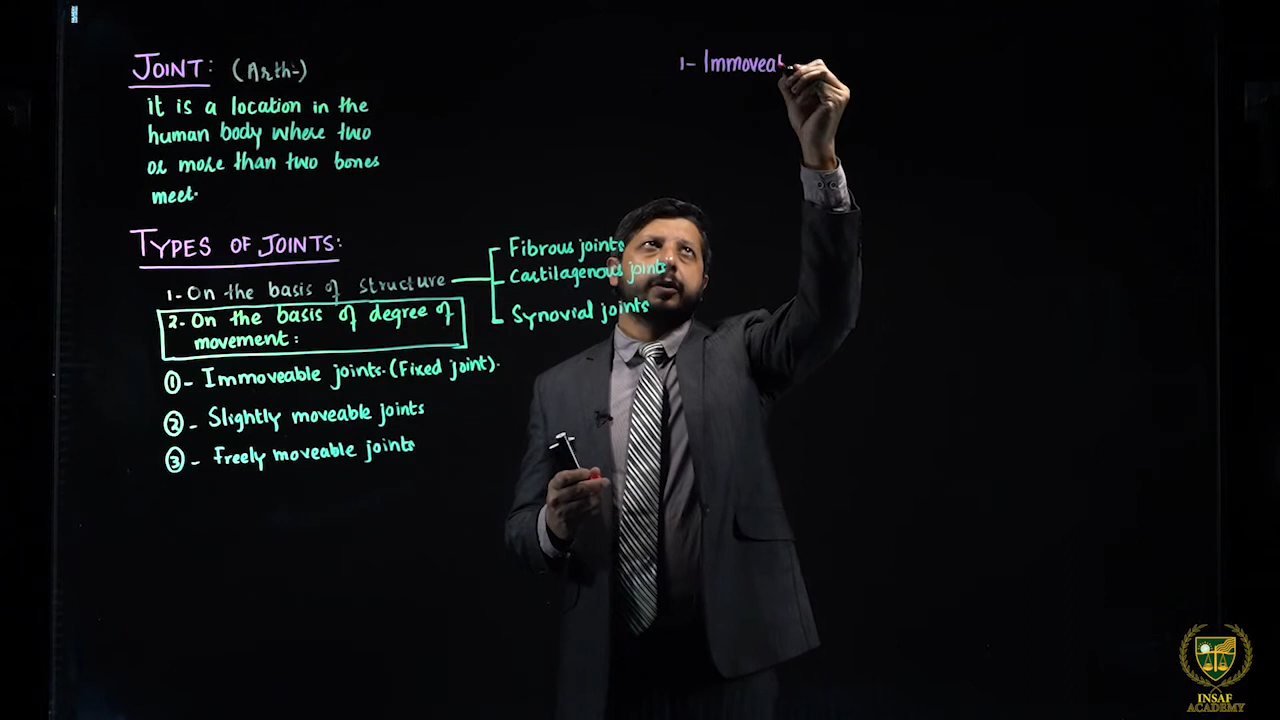 JOINT: (Arth-)
it is a location in the
human body where two
or more than two bones
meet.
TYPES OF JOINTS:
1- On the basis of structure
Fibrous joints
Cartilagenous joints
Synovial joints
2. On the basis of degree of
movement:
① - Immoveable joints. (Fixed joint).
② - Slightly moveable joints
③ - Freely moveable joints
1- Immoveab
INSAF
ACADEMY